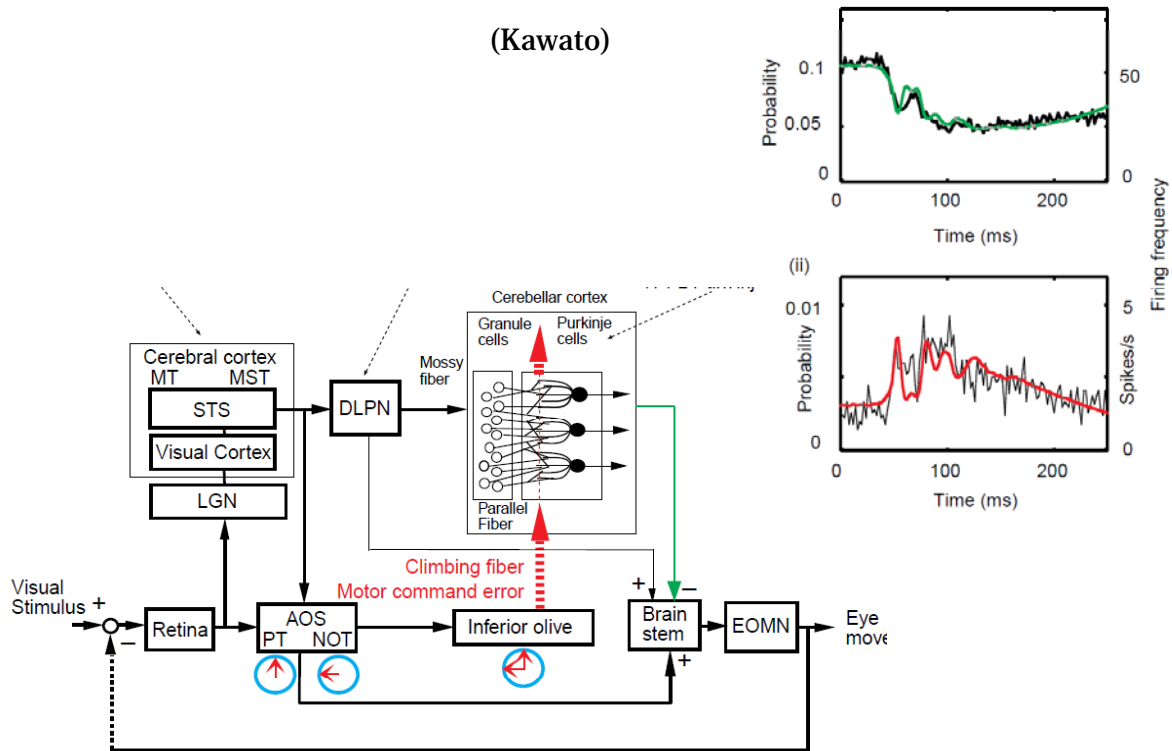 (Kawato)
Probability
0.1
0.05
0
50
0
0
100
200
Time (ms)
Firing frequency
(ii)
Probability
0.01
0
5
0
Spikes/s
0
100
200
Time (ms)
Cerebellar cortex
Granule
cells
Purkinje
cells
Cerebral cortex
MT
MST
STS
Visual Cortex
LGN
Mossy
fiber
DLPN
Parallel
Fiber
Climbing fiber
Motor command error
Visual
Stimulus
+
−
Retina
AOS
PT
NOT
Inferior olive
+
−
+
Brain
stem
EOMN
Eye
move